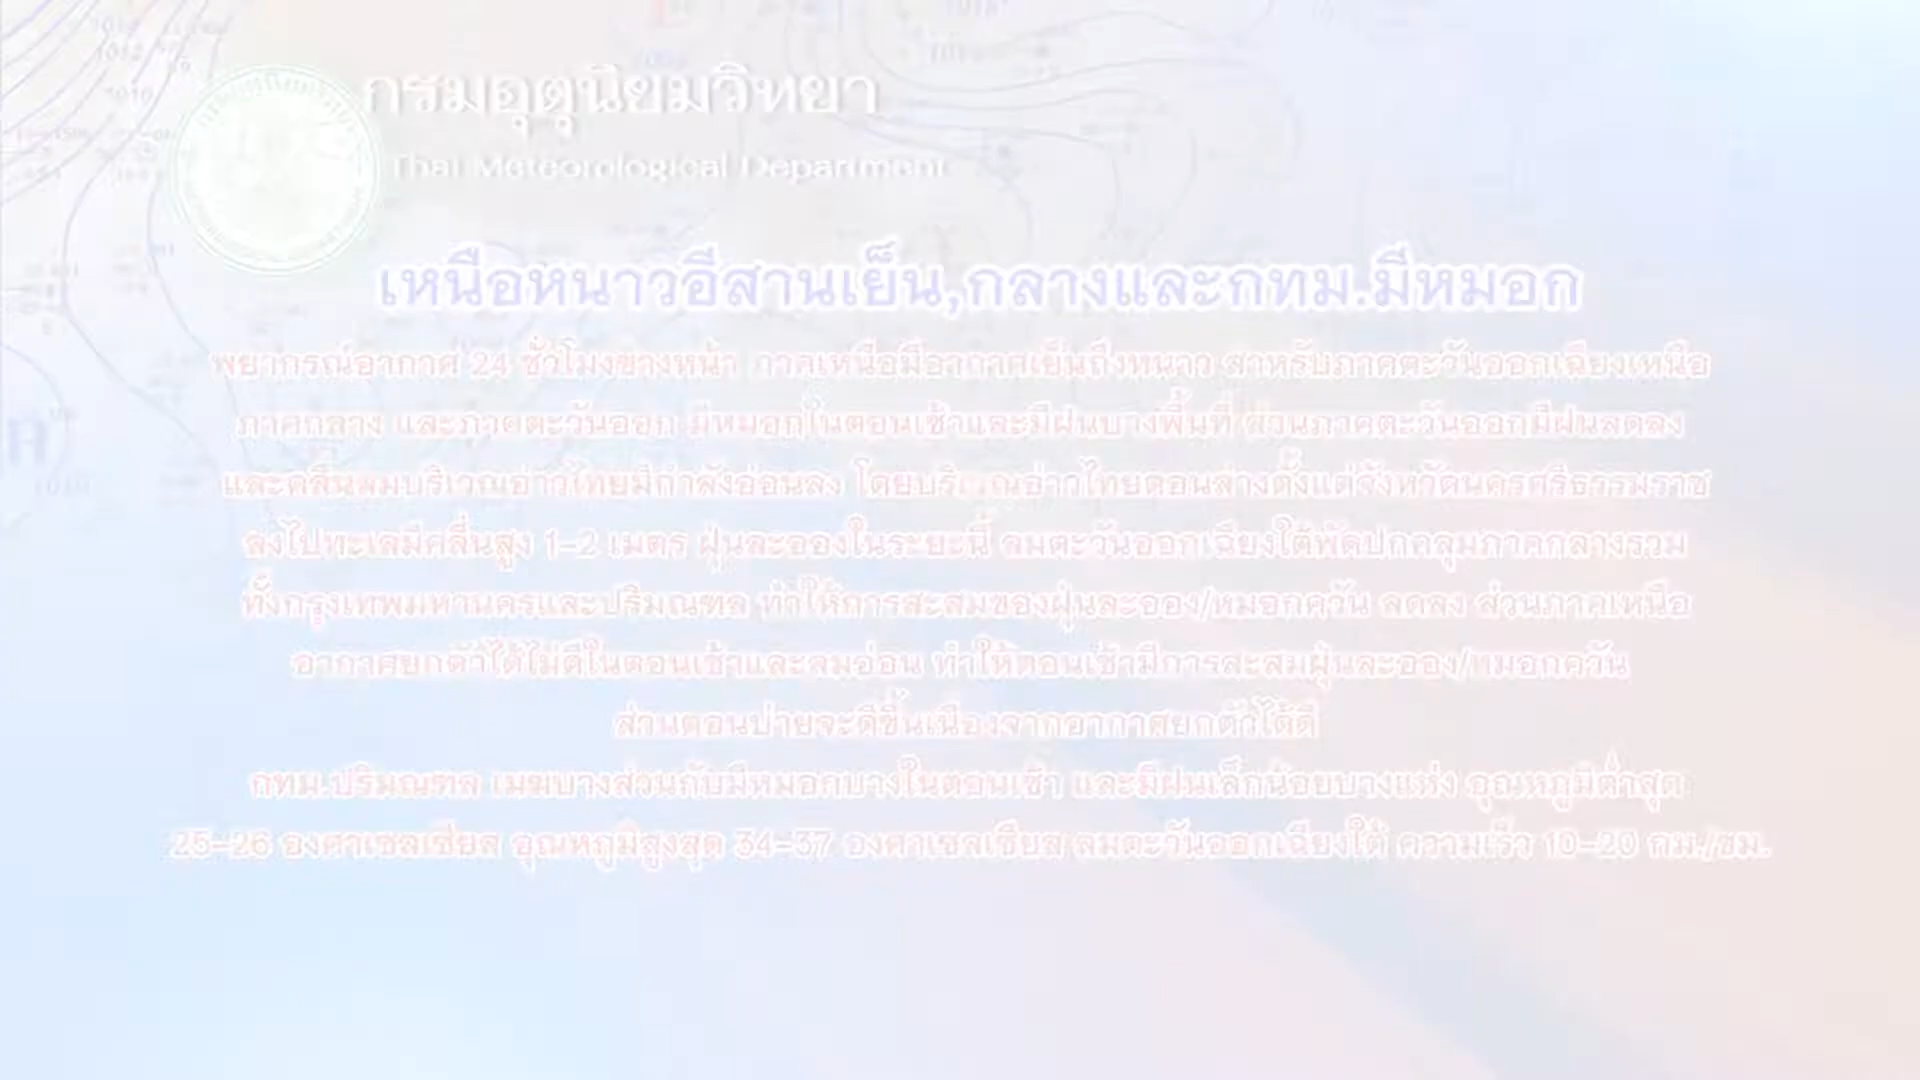 กรมอุตุนิยมวิทยา
Thai Meteorological Department
เหนือหนาวอีสานเย็น,กลางและกทม.มีหมอก
พยากรณ์อากาศ 24 ชั่วโมงข้างหน้า ภาคเหนือมีอากาศเย็นถึงหนาว สำหรับภาคตะวันออกเฉียงเหนือ
ภาคกลาง และภาคตะวันออก มีหมอกในตอนเช้าและมีฝนบางพื้นที่ ส่วนภาคตะวันออกมีฝนลดลง
และคลื่นลมบริเวณอ่าวไทยมีกำลังอ่อนลง โดยบริเวณอ่าวไทยตอนล่างตั้งแต่จังหวัดนครศรีธรรมราช
ลงไปทะเลมีคลื่นสูง 1-2 เมตร ฝุ่นละอองในระยะนี้ ลมตะวันออกเฉียงใต้พัดปกคลุมภาคกลางรวม
ทั้งกรุงเทพมหานครและปริมณฑล ทำให้การสะสมของฝุ่นละออง/หมอกควัน ลดลง ส่วนภาคเหนือ
อากาศยกตัวได้ไม่ดีในตอนเช้าและลมอ่อน ทำให้ตอนเช้ามีการสะสมฝุ่นละออง/หมอกควัน
ส่วนตอนบ่ายจะดีขึ้นเนื่องจากอากาศยกตัวได้ดี
กทม.ปริมณฑล เมฆบางส่วนกับมีหมอกบางในตอนเช้า และมีฝนเล็กน้อยบางแห่ง อุณหภูมิต่ำสุด
25-26 องศาเซลเซียส อุณหภูมิสูงสุด 34-37 องศาเซลเซียส ลมตะวันออกเฉียงใต้ ความเร็ว 10-20 กม./ชม.